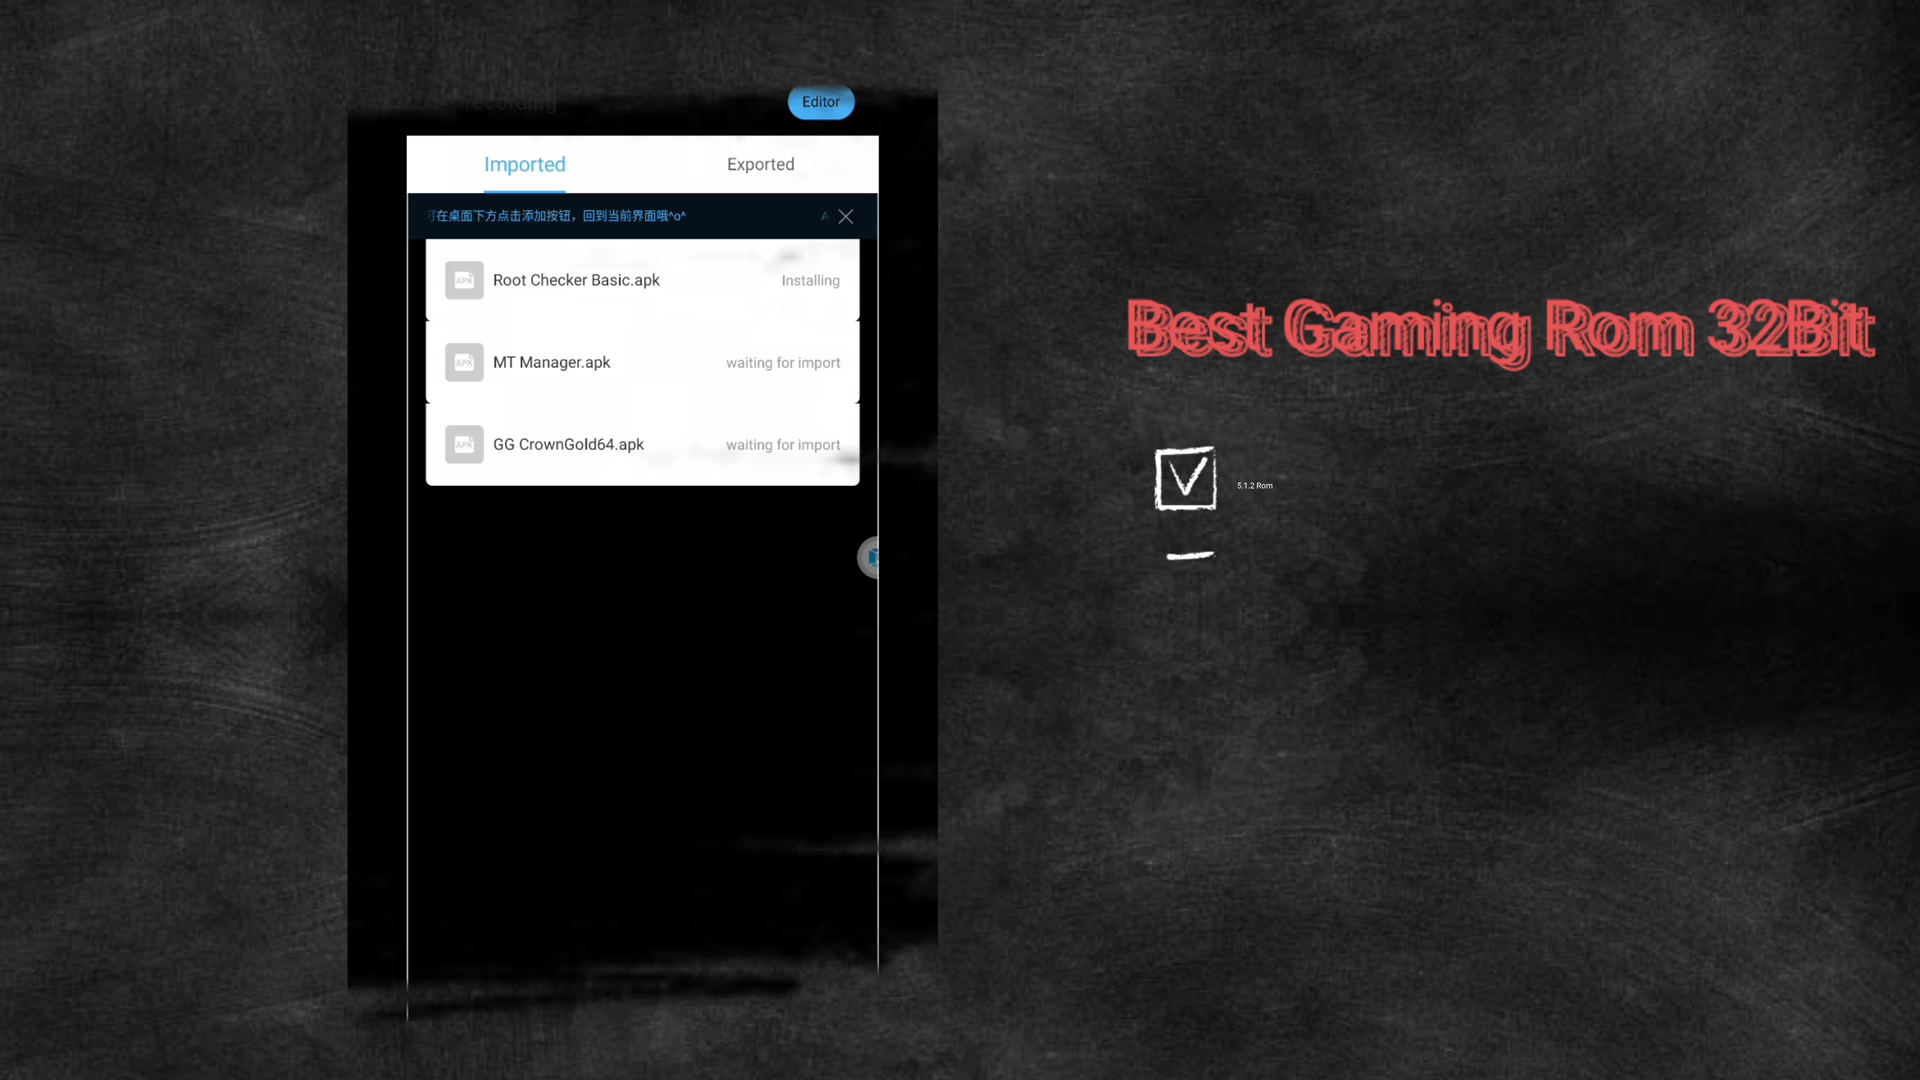 recording
Editor
Imported
Exported
可在桌面下方点击添加按钮，回到当前界面哦^o^
A
Root Checker Basic.apk
Installing
MT Manager.apk
waiting for import
GG CrownGold64.apk
waiting for import
Best Gaming Rom 32Bit
5.1.2 Rom